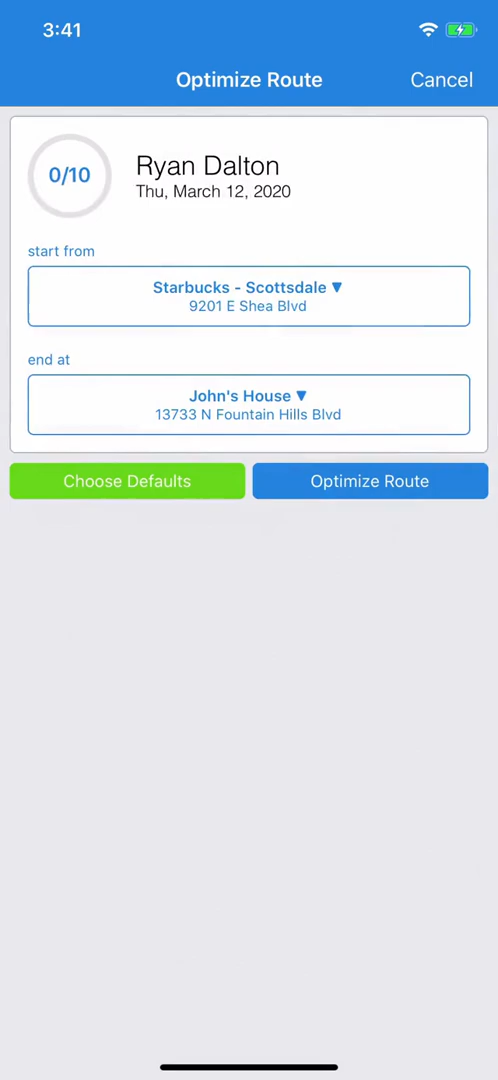 3:41
Optimize Route
Cancel
0/10
Ryan Dalton
Thu, March 12, 2020
start from
Starbucks - Scottsdale ▼
9201 E Shea Blvd
end at
John's House ▼
13733 N Fountain Hills Blvd
Choose Defaults
Optimize Route